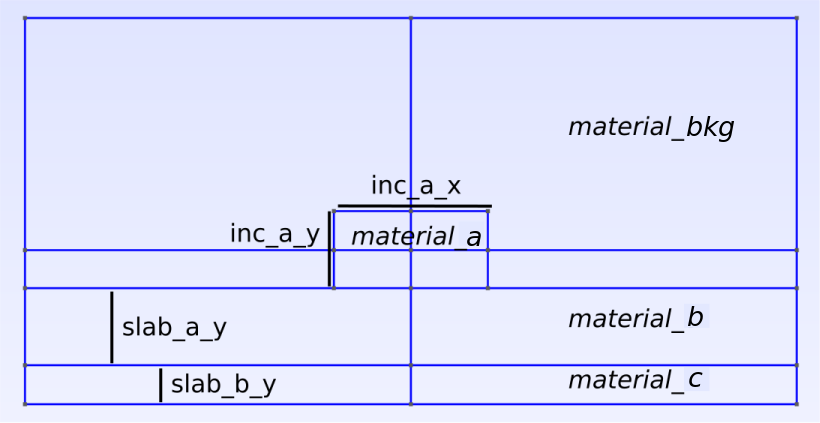 material_bkg
inc_a_x
inc_a_y
material_a
slab_a_y
material_b
slab_b_y
material_c